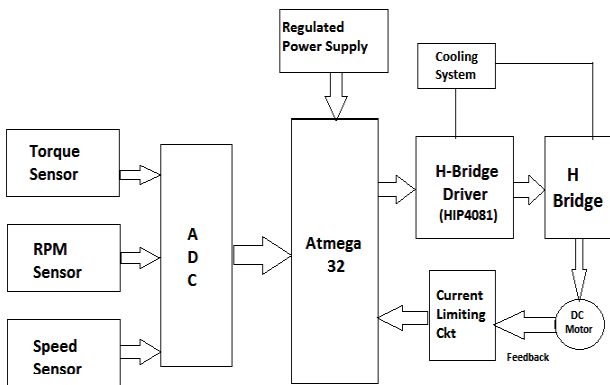 Regulated
Power Supply
Cooling
System
Torque
Sensor
RPM
Sensor
Speed
Sensor
A
D
C
Atmega
32
H-Bridge
Driver
(HIP4081)
H
Bridge
Current
Limiting
Ckt
DC
Motor
Feedback